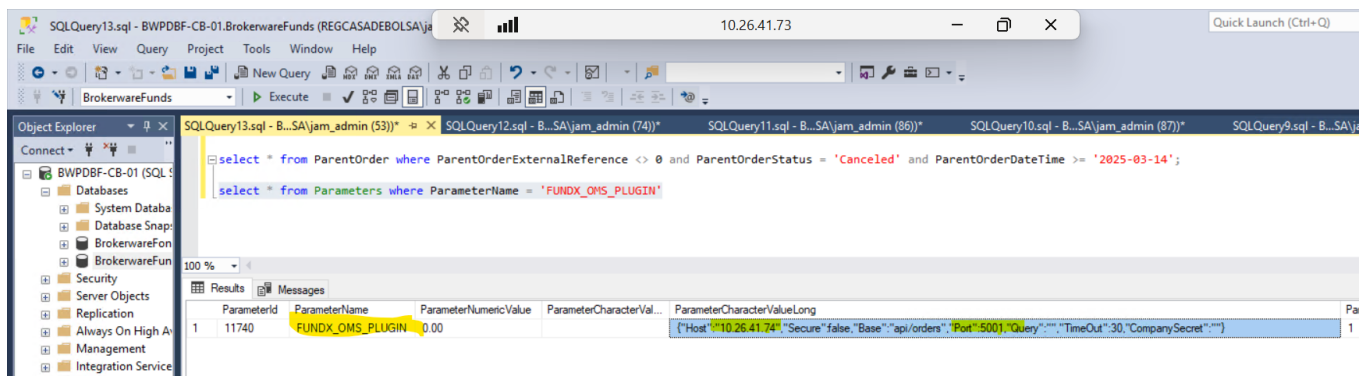 SQLQuery13.sql - BWPDBF-CB-01.BrokerwareFunds (REGCASADEBOLSA\ja
10.26.41.73
Quick Launch (Ctrl+Q)
File Edit View Query Project Tools Window Help
New Query
BrokerwareFunds Execute
Object Explorer
SQLQuery13.sql - B...SA\jam_admin (53))* SQLQuery12.sql - B...SA\jam_admin (74))* SQLQuery11.sql - B...SA\jam_admin (86))* SQLQuery10.sql - B...SA\jam_admin (87))* SQLQuery9.sql - B...SA\ja
Connect
select * from ParentOrder where ParentOrderExternalReference <> 0 and ParentOrderStatus = 'Canceled' and ParentOrderDateTime >= '2025-03-14';
select * from Parameters where ParameterName = 'FUNDX_OMS_PLUGIN'
BWPDBF-CB-01 (SQL S
Databases
System Databa
Database Snap
BrokerwareFon
BrokerwareFun
Security
Server Objects
Replication
Always On High A
Management
Integration Service
100 %
Results Messages
ParameterId ParameterName ParameterNumericValue ParameterCharacterVal... ParameterCharacterValueLong Par
1 11740 FUNDX_OMS_PLUGIN 0.00 {"Host":"10.26.41.74","Secure":false,"Base":"api/orders","Port":5001,"Query":"","TimeOut":30,"CompanySecret":""} 1